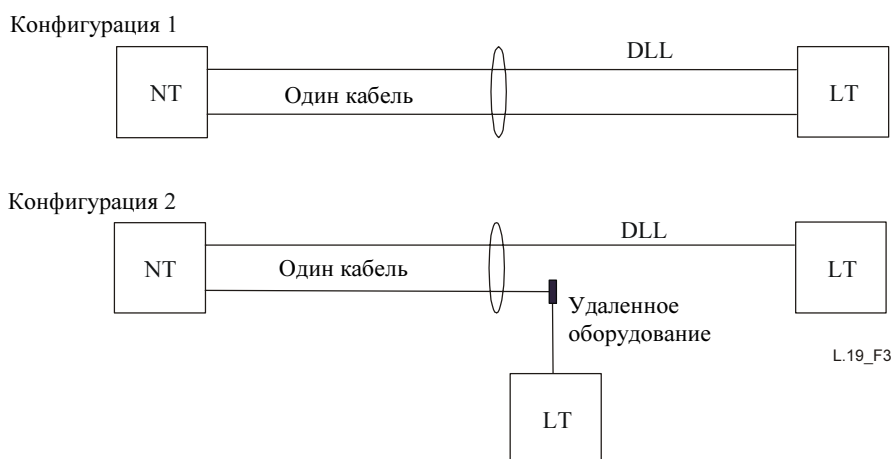 Конфигурация 1
DLL
NT
Один кабель
LT
Конфигурация 2
DLL
NT
Один кабель
LT
Удаленное
оборудование
L.19_F3
LT